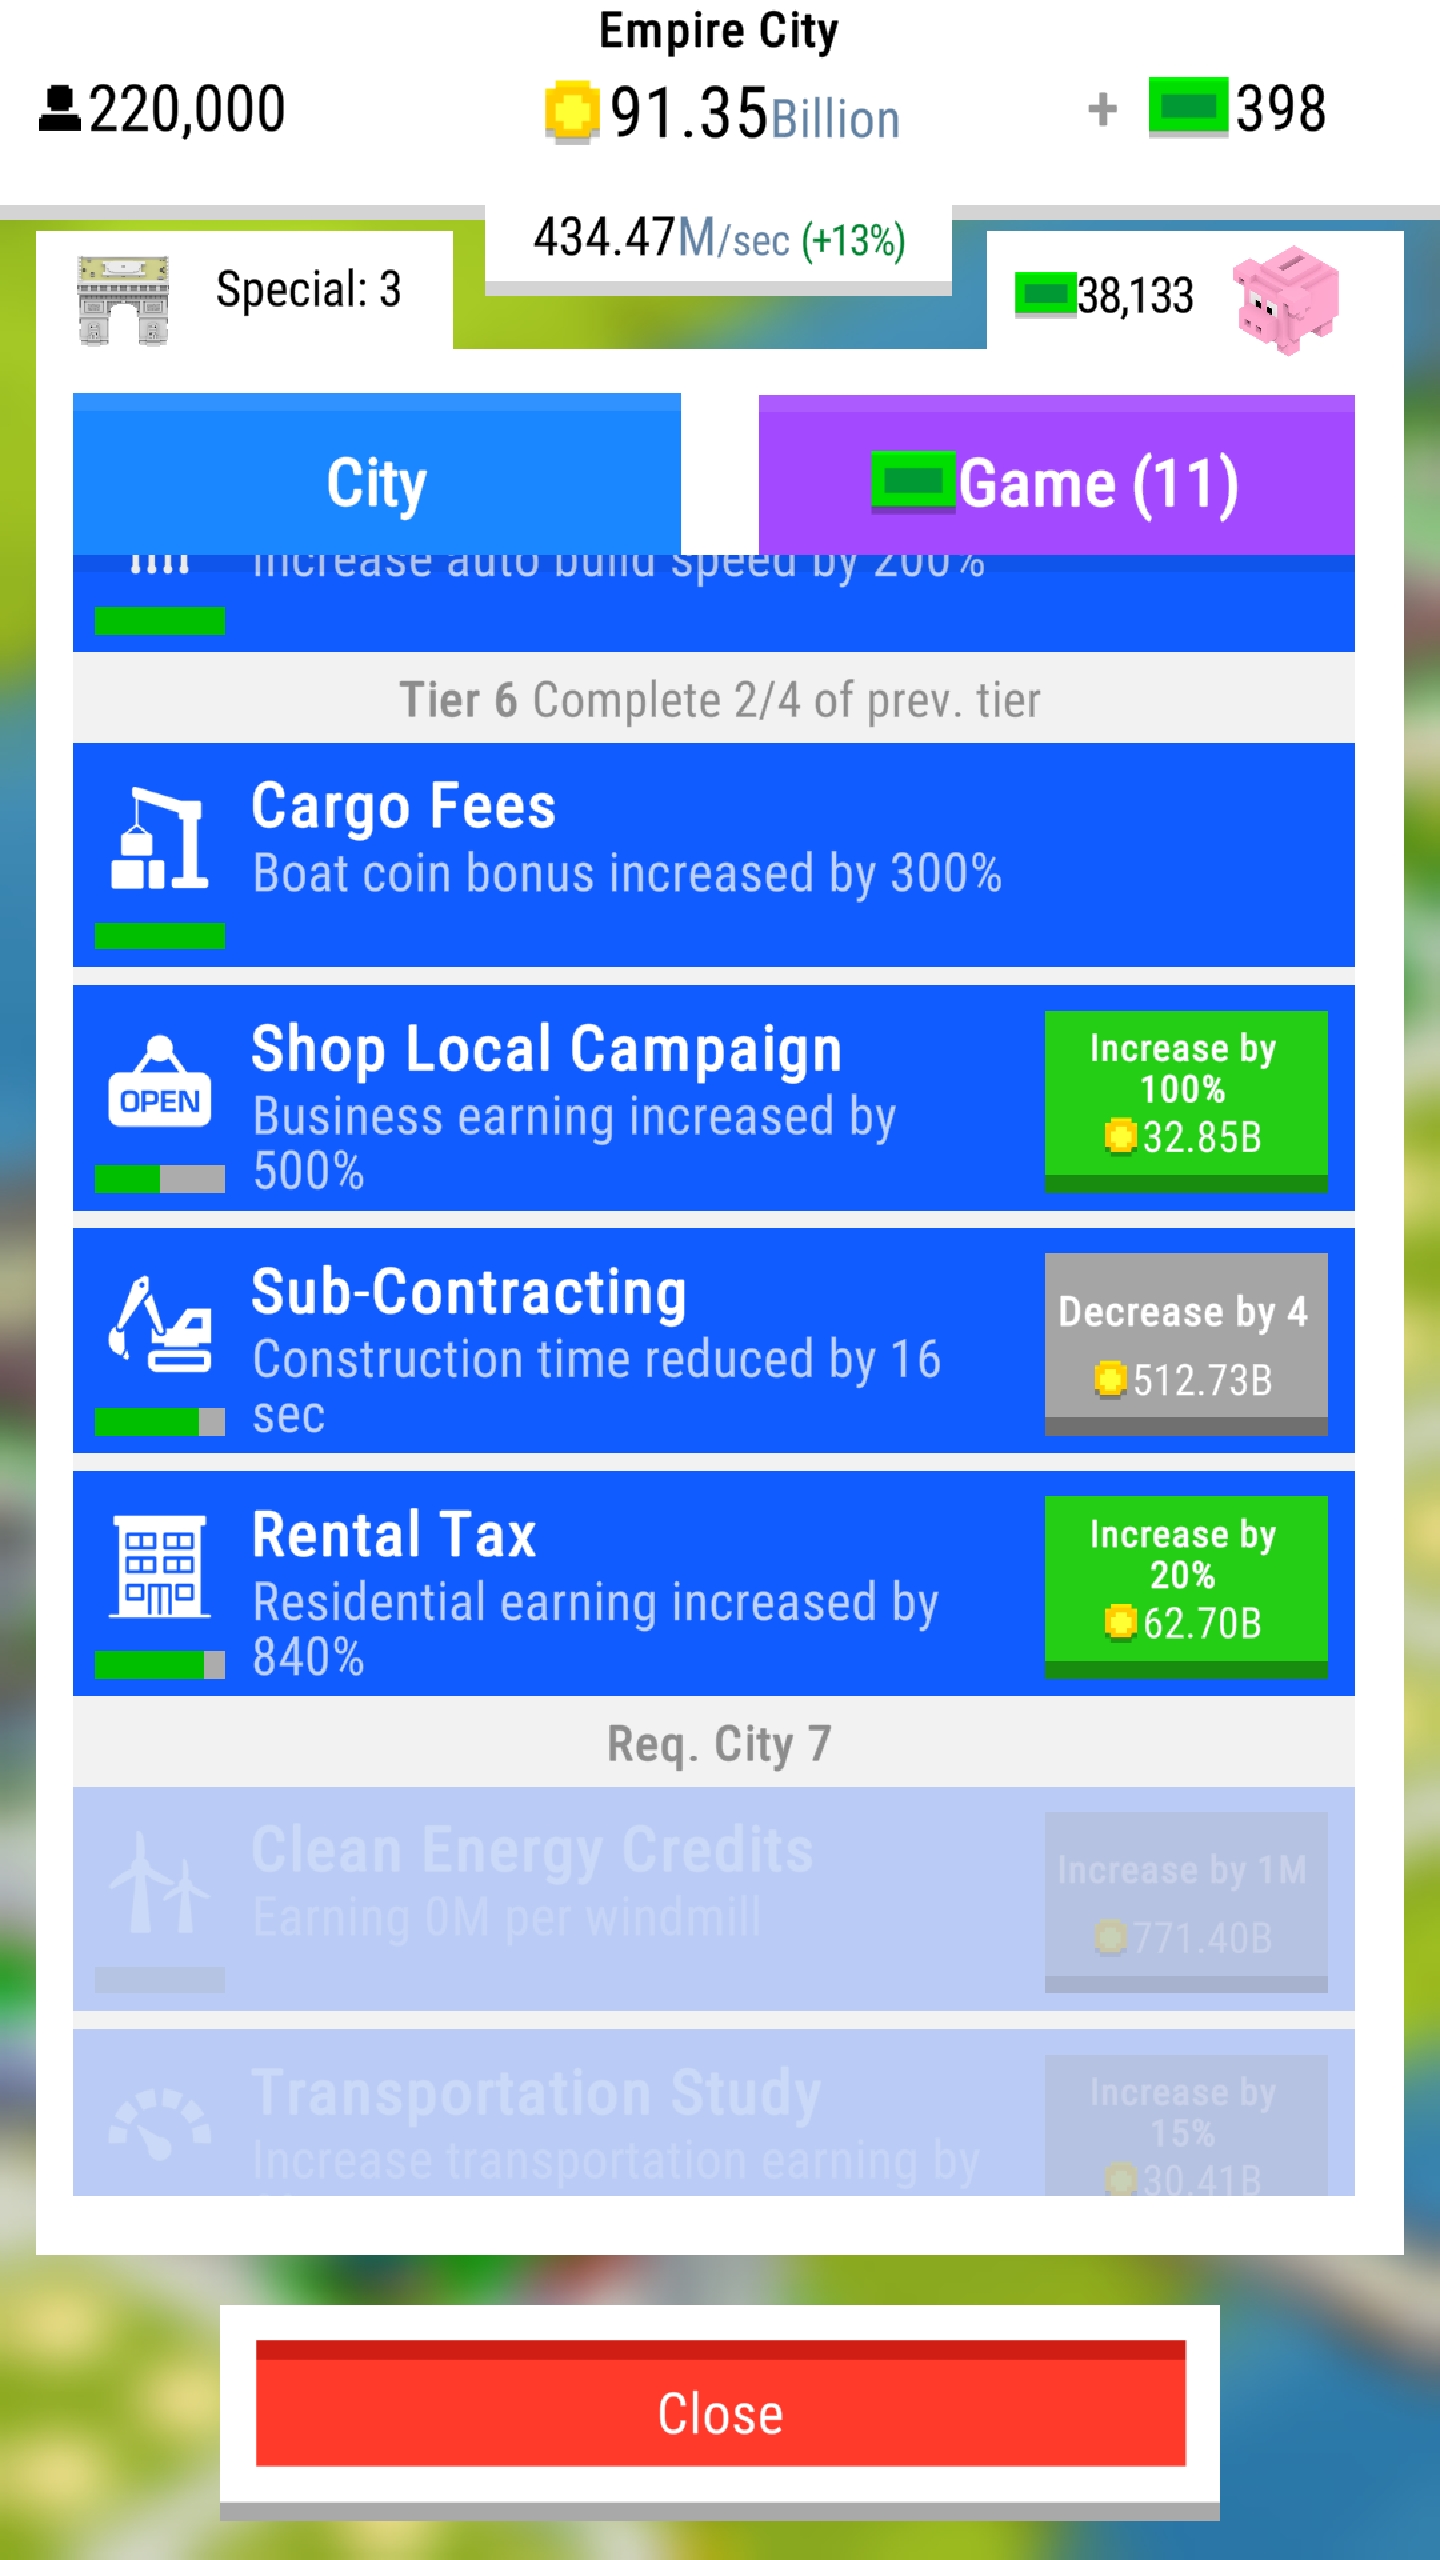 Empire City
220,000
91.35Billion
+ 398
434.47M/sec (+13%)
Special: 3
38,133
City
Game (11)
Increase auto build speed by 200%
Tier 6 Complete 2/4 of prev. tier
Cargo Fees
Boat coin bonus increased by 300%
Shop Local Campaign
OPEN
Business earning increased by
500%
Increase by
100%
32.85B
Sub-Contracting
Construction time reduced by 16
sec
Decrease by 4
512.73B
Rental Tax
Residential earning increased by
840%
Increase by
20%
62.70B
Req. City 7
Clean Energy Credits
Earning 0M per windmill
Increase by 1M
771.40B
Transportation Study
Increase transportation earning by
Increase by
15%
30.41B
Close